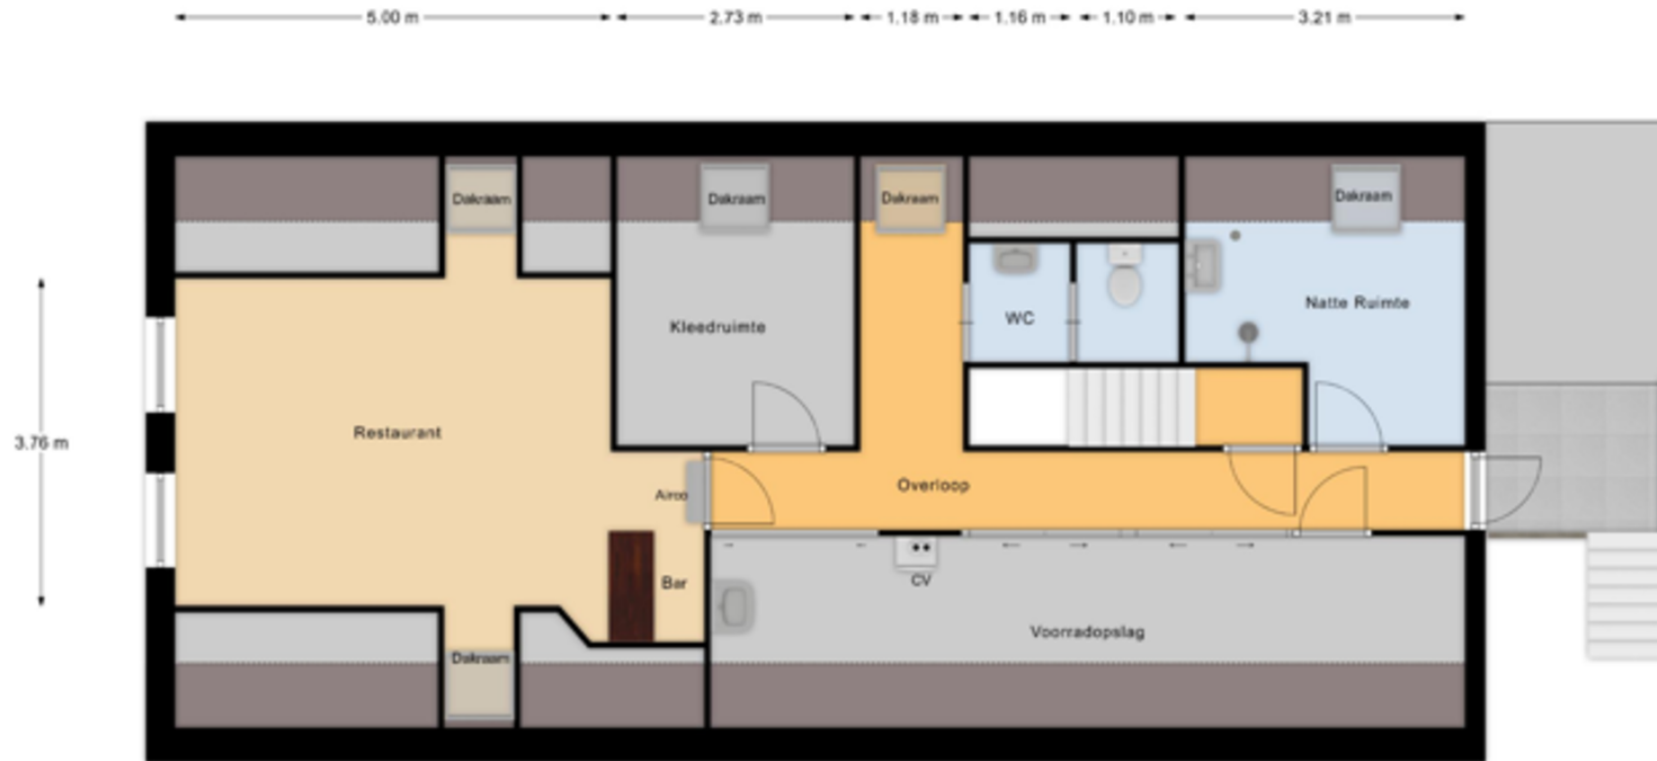 5.00 m 2.73 m 1.18 m 1.16 m 1.10 m 3.21 m
Dakraam Dakraam Dakraam Dakraam
Natte Ruimte
WC
Kleedruimte
3.76 m
Restaurant
Overloop
Airco
Bar
CV
Voorradopslag
Dakraam